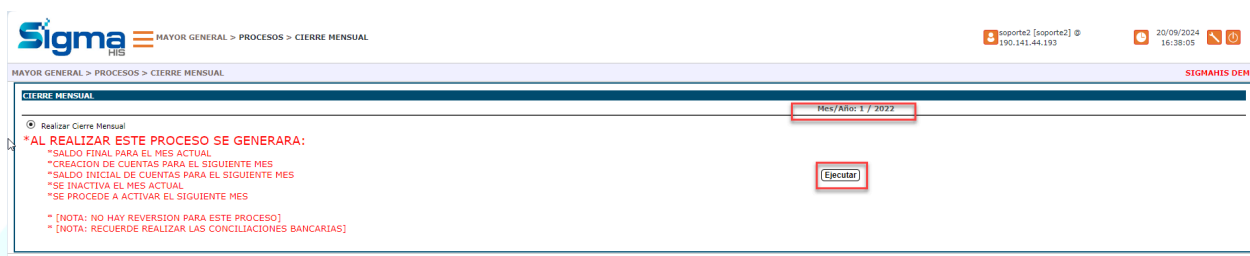 Sigma
HIS
MAYOR GENERAL > PROCESOS > CIERRE MENSUAL
soporte2 [soporte2] @
190.141.44.193
20/09/2024
16:38:05
MAYOR GENERAL > PROCESOS > CIERRE MENSUAL
SIGMAHIS DEM
CIERRE MENSUAL
Mes/Año: 1 / 2022
Realizar Cierre Mensual
*AL REALIZAR ESTE PROCESO SE GENERARA:
*SALDO FINAL PARA EL MES ACTUAL
*CREACION DE CUENTAS PARA EL SIGUIENTE MES
*SALDO INICIAL DE CUENTAS PARA EL SIGUIENTE MES
Ejecutar
*SE INACTIVA EL MES ACTUAL
*SE PROCEDE A ACTIVAR EL SIGUIENTE MES
* [NOTA: NO HAY REVERSION PARA ESTE PROCESO]
* [NOTA: RECUERDE REALIZAR LAS CONCILIACIONES BANCARIAS]